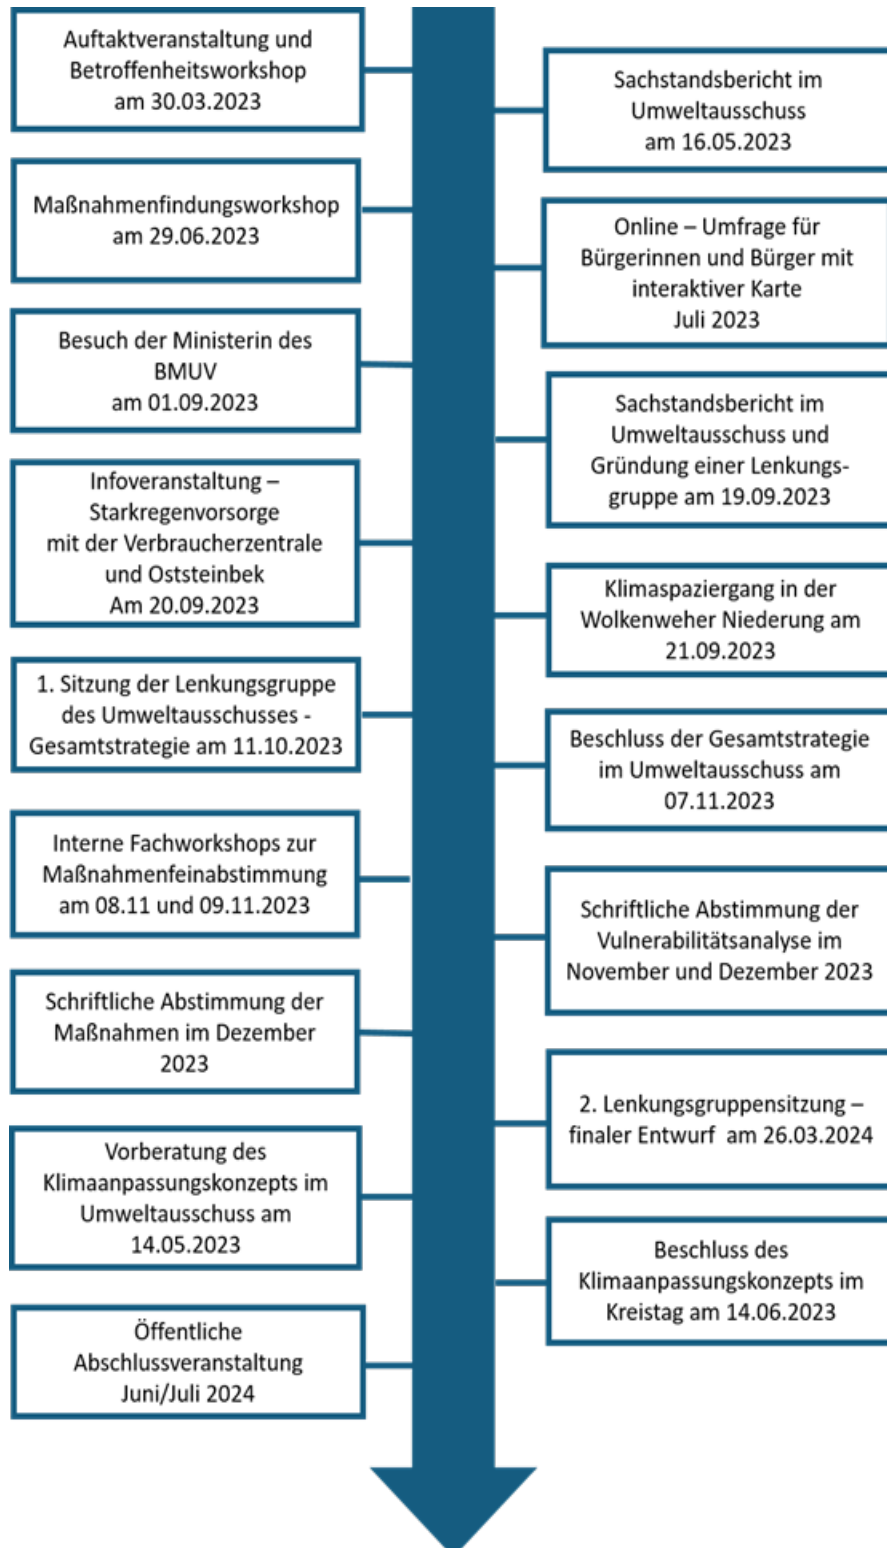 Auftaktveranstaltung und
Betroffenheitsworkshop
am 30.03.2023
Sachstandsbericht im
Umweltausschuss
am 16.05.2023
Maßnahmenfindungsworkshop
am 29.06.2023
Online – Umfrage für
Bürgerinnen und Bürger mit
interaktiver Karte
Juli 2023
Besuch der Ministerin des
BMUV
am 01.09.2023
Sachstandsbericht im
Umweltausschuss und
Gründung einer Lenkungs-
gruppe am 19.09.2023
Infoveranstaltung –
Starkregenvorsorge
mit der Verbraucherzentrale
und Oststeinbek
Am 20.09.2023
Klimaspaziergang in der
Wolkenweher Niederung am
21.09.2023
1. Sitzung der Lenkungsgruppe
des Umweltausschusses -
Gesamtstrategie am 11.10.2023
Beschluss der Gesamtstrategie
im Umweltausschuss am
07.11.2023
Interne Fachworkshops zur
Maßnahmenfeinabstimmung
am 08.11 und 09.11.2023
Schriftliche Abstimmung der
Vulnerabilitätsanalyse im
November und Dezember 2023
Schriftliche Abstimmung der
Maßnahmen im Dezember
2023
2. Lenkungsgruppensitzung –
finaler Entwurf am 26.03.2024
Vorberatung des
Klimaanpassungskonzepts im
Umweltausschuss am
14.05.2023
Beschluss des
Klimaanpassungskonzepts im
Kreistag am 14.06.2023
Öffentliche
Abschlussveranstaltung
Juni/Juli 2024